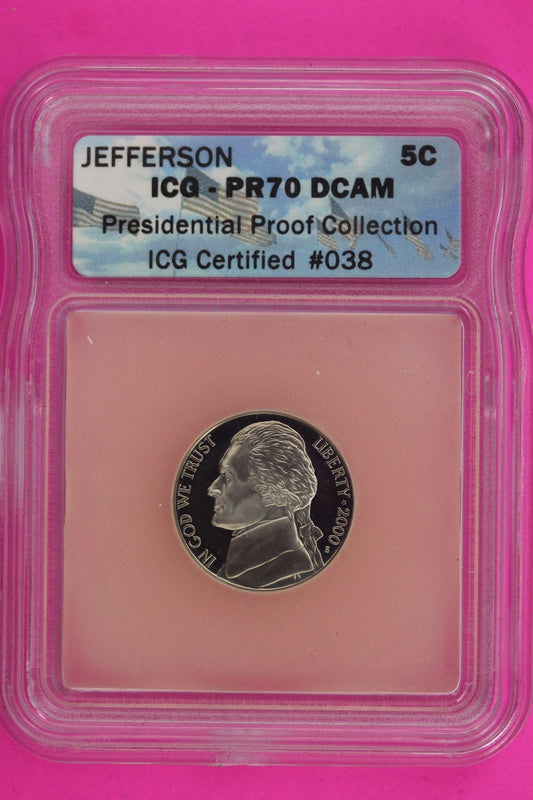 JEFFERSON 5C
ICG - PR70 DCAM
Presidential Proof Collection
ICG Certified #038
IN GOD WE TRUST
LIBERTY 2000
S